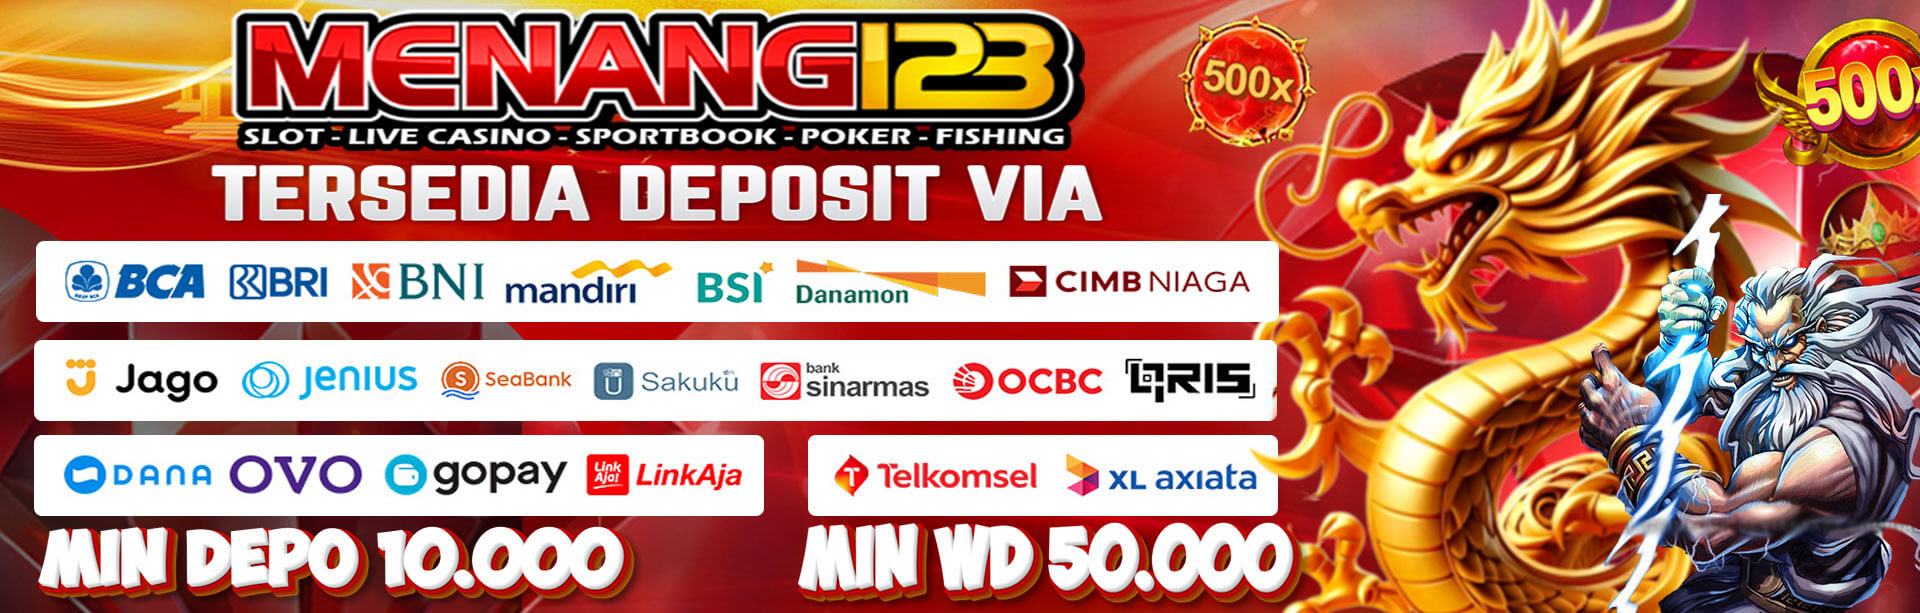 MENANG123
SLOT - LIVE CASINO - SPORTBOOK - POKER - FISHING
500x
500x
TERSEDIA DEPOSIT VIA
BCA BRI BNI mandiri BSI Danamon CIMB NIAGA
Jago Jenius SeaBank Sakuku bank sinarmas OCBC QRIS
DANA OVO gopay Link Aja! LinkAja
T Telkomsel XL axiata
MIN DEPO 10.000
MIN WD 50.000